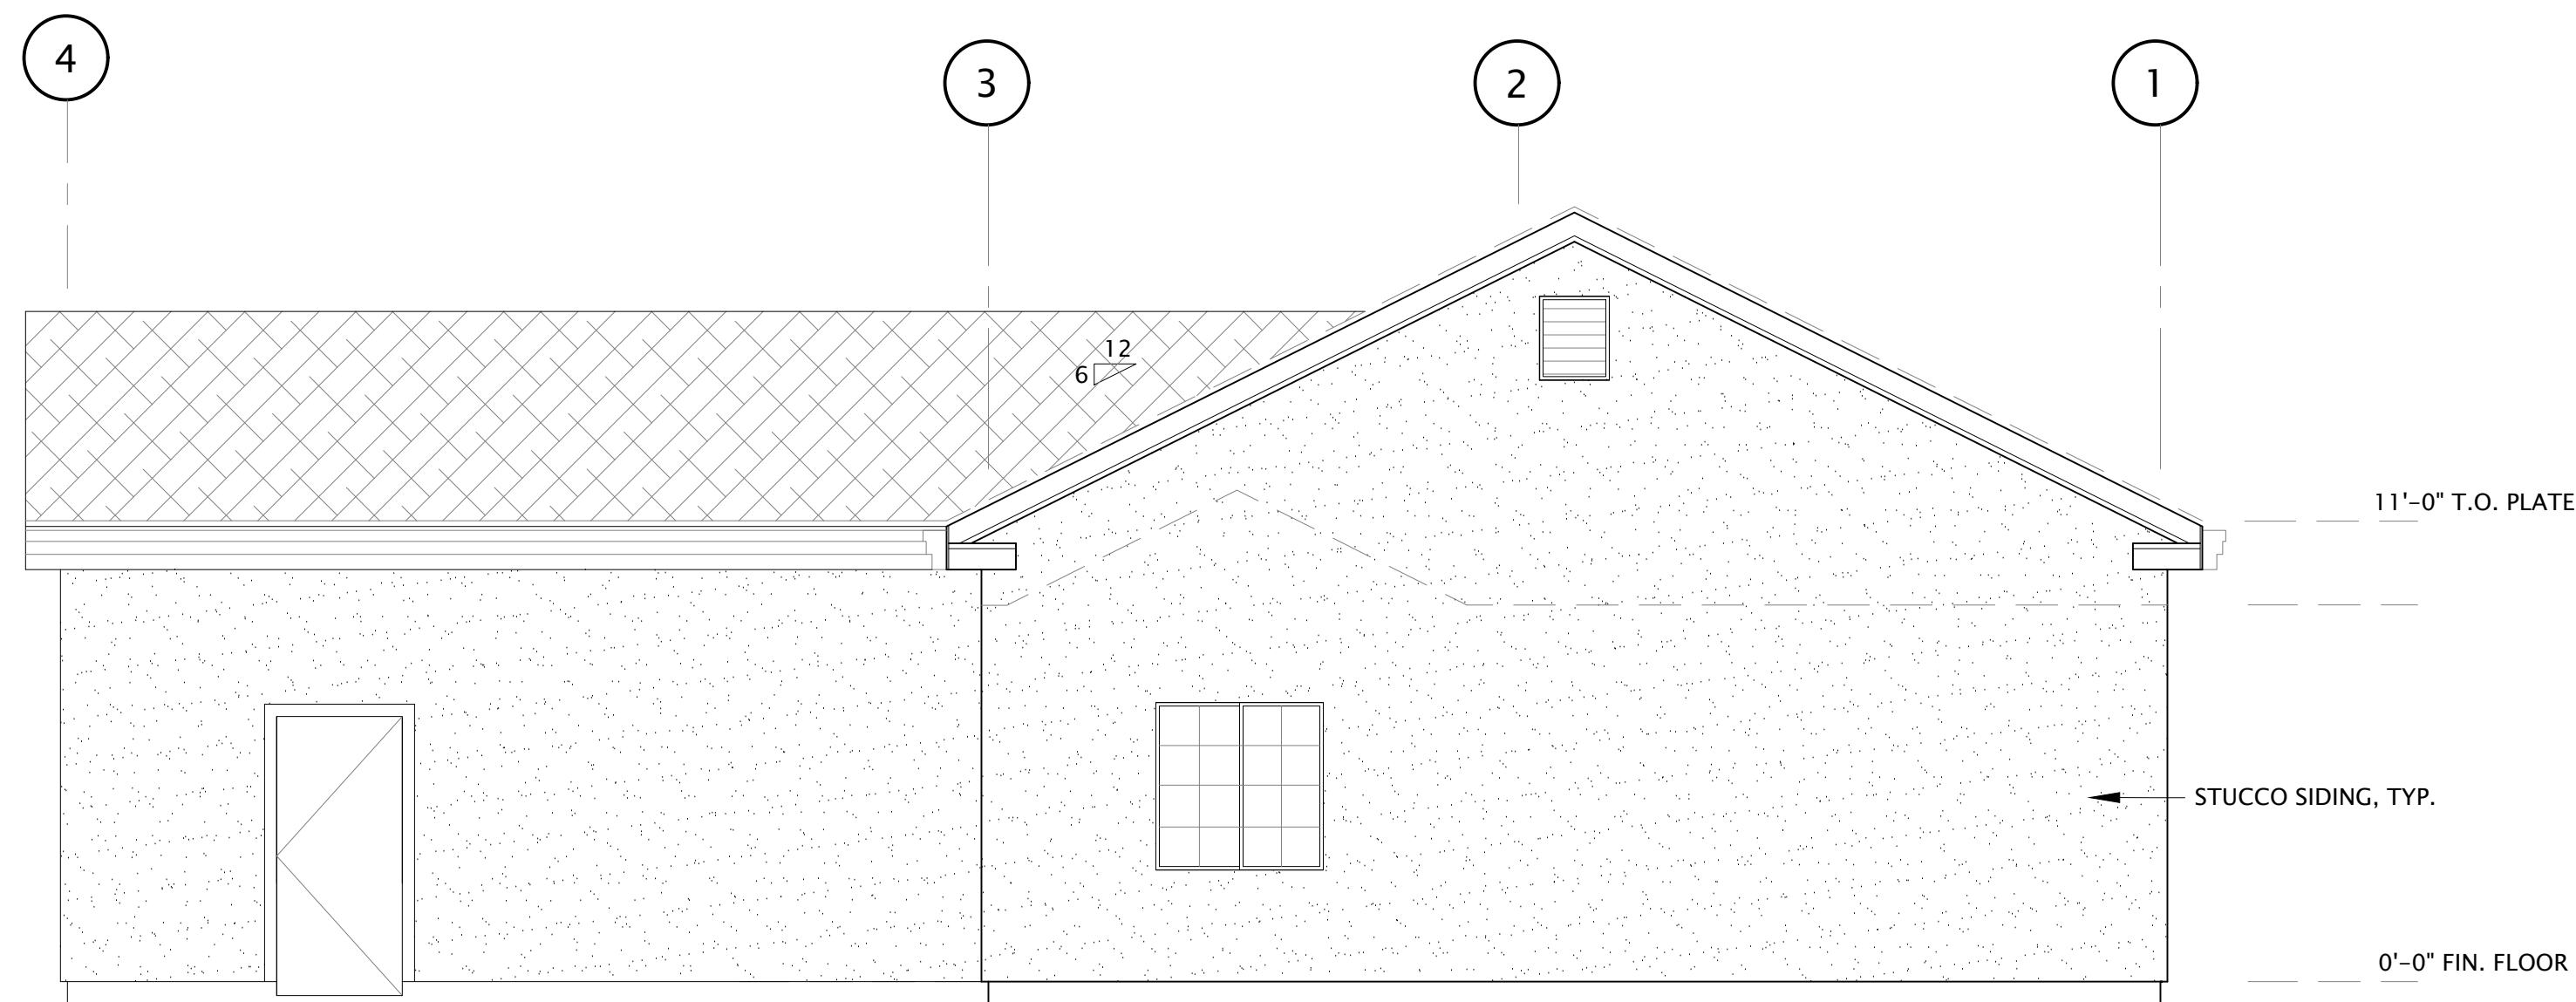 4
3
2
1
12
6
11'-0" T.O. PLATE
STUCCO SIDING, TYP.
0'-0" FIN. FLOOR